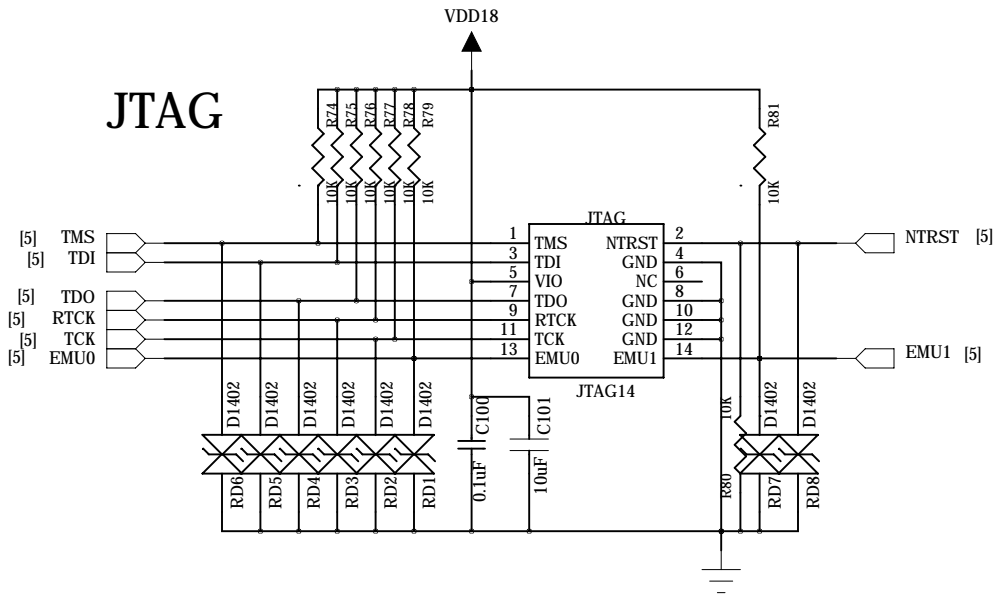 VDD18
JTAG
R74
R75
R76
R77
R78
R79
R81
10K
10K
10K
10K
10K
10K
10K
JTAG
[5] TMS
1 TMS
NTRST 2
NTRST [5]
[5] TDI
3 TDI
GND 4
5 VIO
NC 6
[5] TDO
7 TDO
GND 8
[5] RTCK
9 RTCK
GND 10
[5] TCK
11 TCK
GND 12
[5] EMU0
13 EMU0
EMU1 14
EMU1 [5]
JTAG14
D1402
D1402
D1402
D1402
D1402
D1402
C100
C101
10K
D1402
D1402
RD6
RD5
RD4
RD3
RD2
RD1
0.1uF
10uF
R80
RD7
RD8